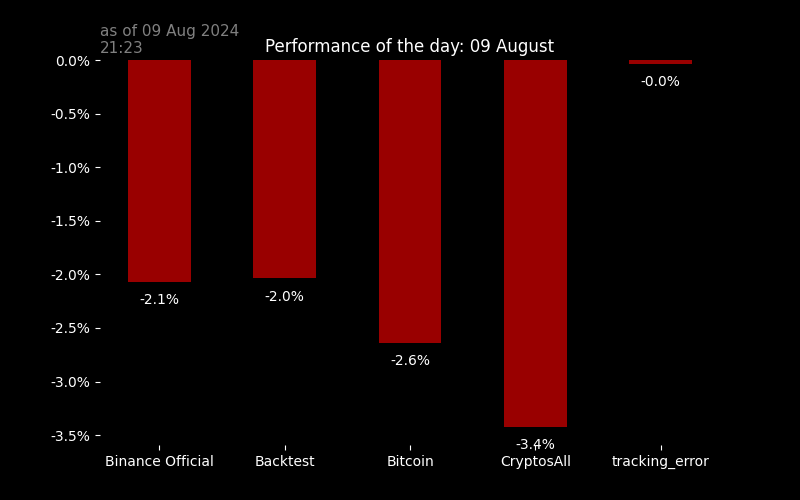 as of 09 Aug 2024
21:23
Performance of the day: 09 August
0.0%
-0.5%
-1.0%
-1.5%
-2.0%
-2.5%
-3.0%
-3.5%
-2.1%
-2.0%
-2.6%
-3.4%
-0.0%
Binance Official
Backtest
Bitcoin
CryptosAll
tracking_error